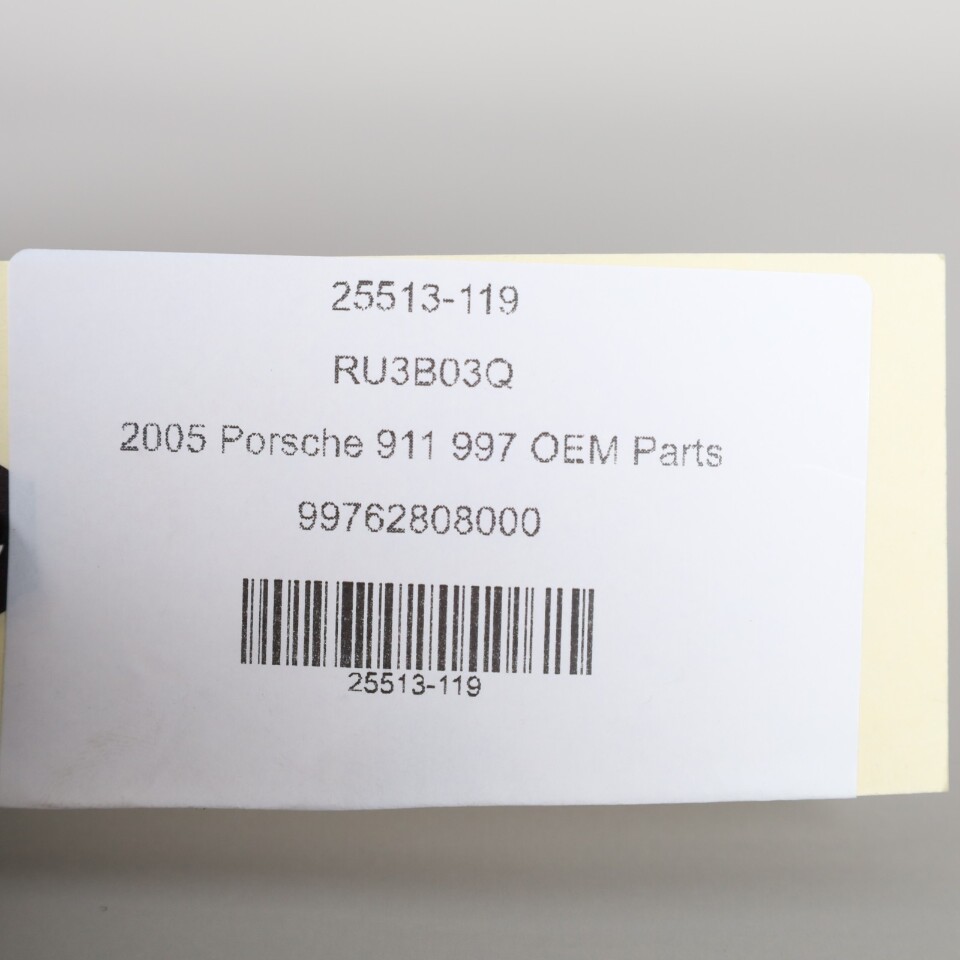 25513-119
RU3B03Q
2005 Porsche 911 997 OEM Parts
99762808000
25513-119